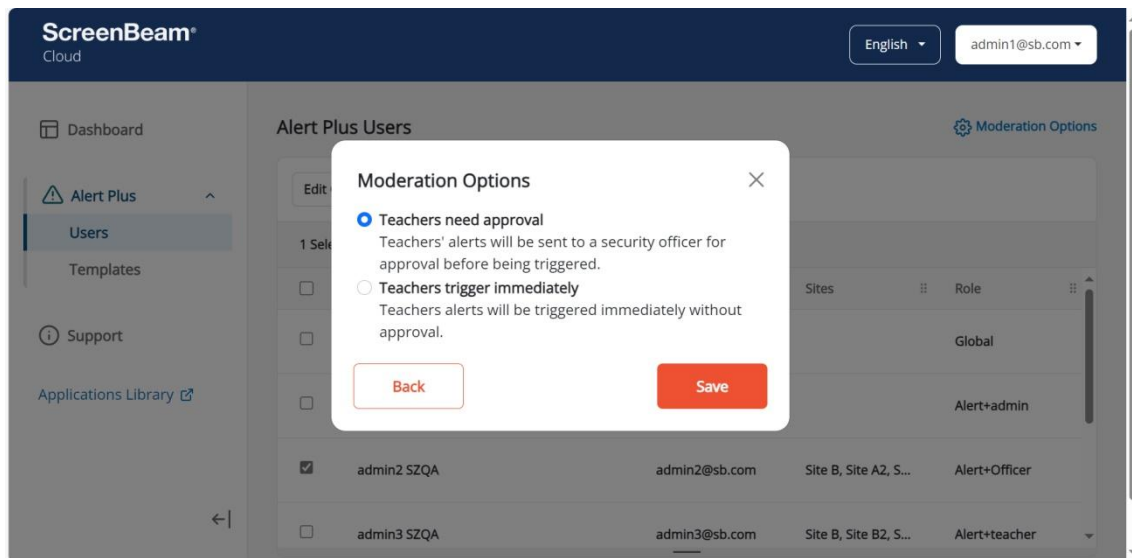 ScreenBeam®
Cloud
English
admin1@sb.com
Dashboard
Alert Plus
Users
Templates
Support
Applications Library
Alert Plus Users
Moderation Options
Edit
1 Sele
Moderation Options
Teachers need approval
Teachers' alerts will be sent to a security officer for
approval before being triggered.
Teachers trigger immediately
Teachers alerts will be triggered immediately without
approval.
Back
Save
Sites Role
Global
Alert+admin
admin2 SZQA admin2@sb.com Site B, Site A2, S... Alert+Officer
admin3 SZQA admin3@sb.com Site B, Site B2, S... Alert+teacher